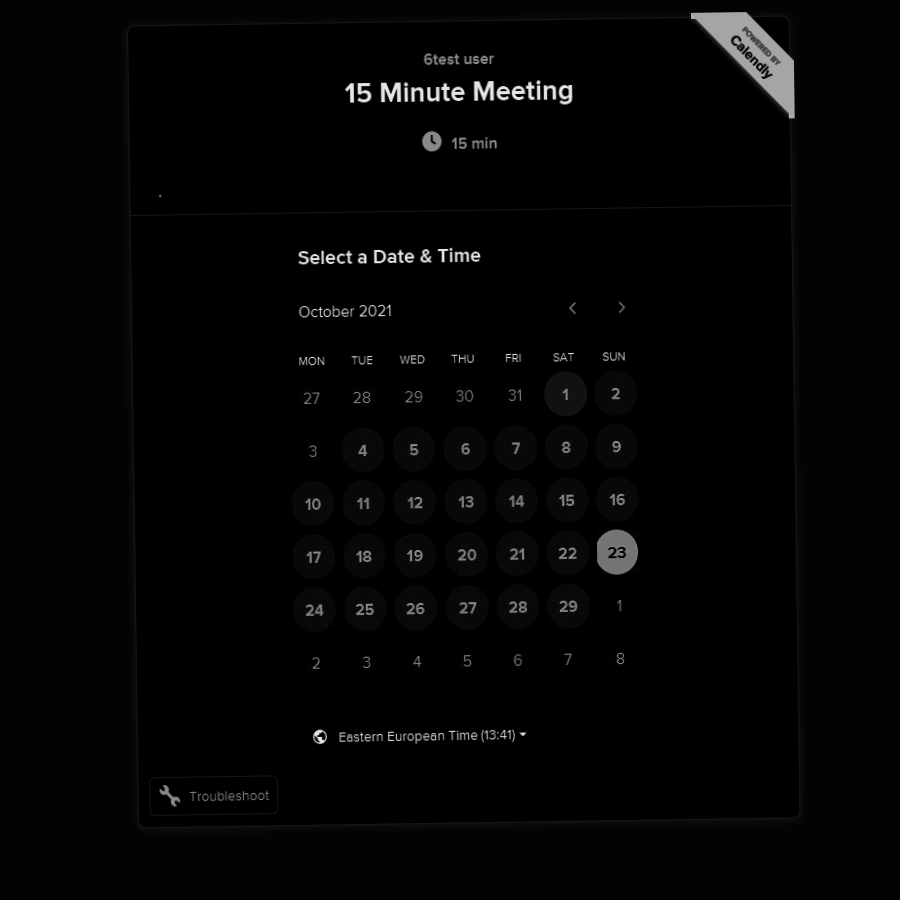 POWERED BY
Calendly
6test user
15 Minute Meeting
15 min
Select a Date & Time
October 2021
MON TUE WED THU FRI SAT SUN
27 28 29 30 31 1 2
3 4 5 6 7 8 9
10 11 12 13 14 15 16
17 18 19 20 21 22 23
24 25 26 27 28 29 1
2 3 4 5 6 7 8
Eastern European Time (13:41)
Troubleshoot